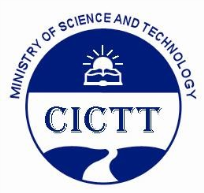 MINISTRY OF SCIENCE AND TECHNOLOGY
CICTT